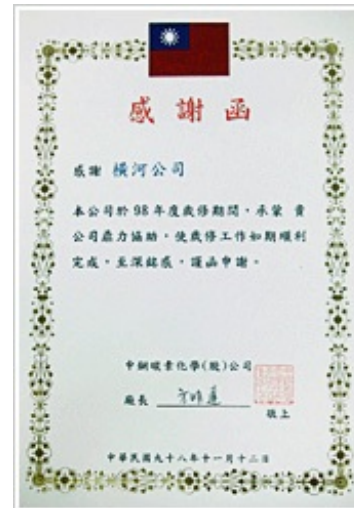 感謝函
感謝 橫河公司
本公司於98年度歲修期間，承蒙 貴
公司鼎力協助，使歲修工作如期順利
完成，至深銘感，謹函申謝。
中鋼碳素化學(股)公司
廠長
敬上
中華民國九十八年十一月十二日